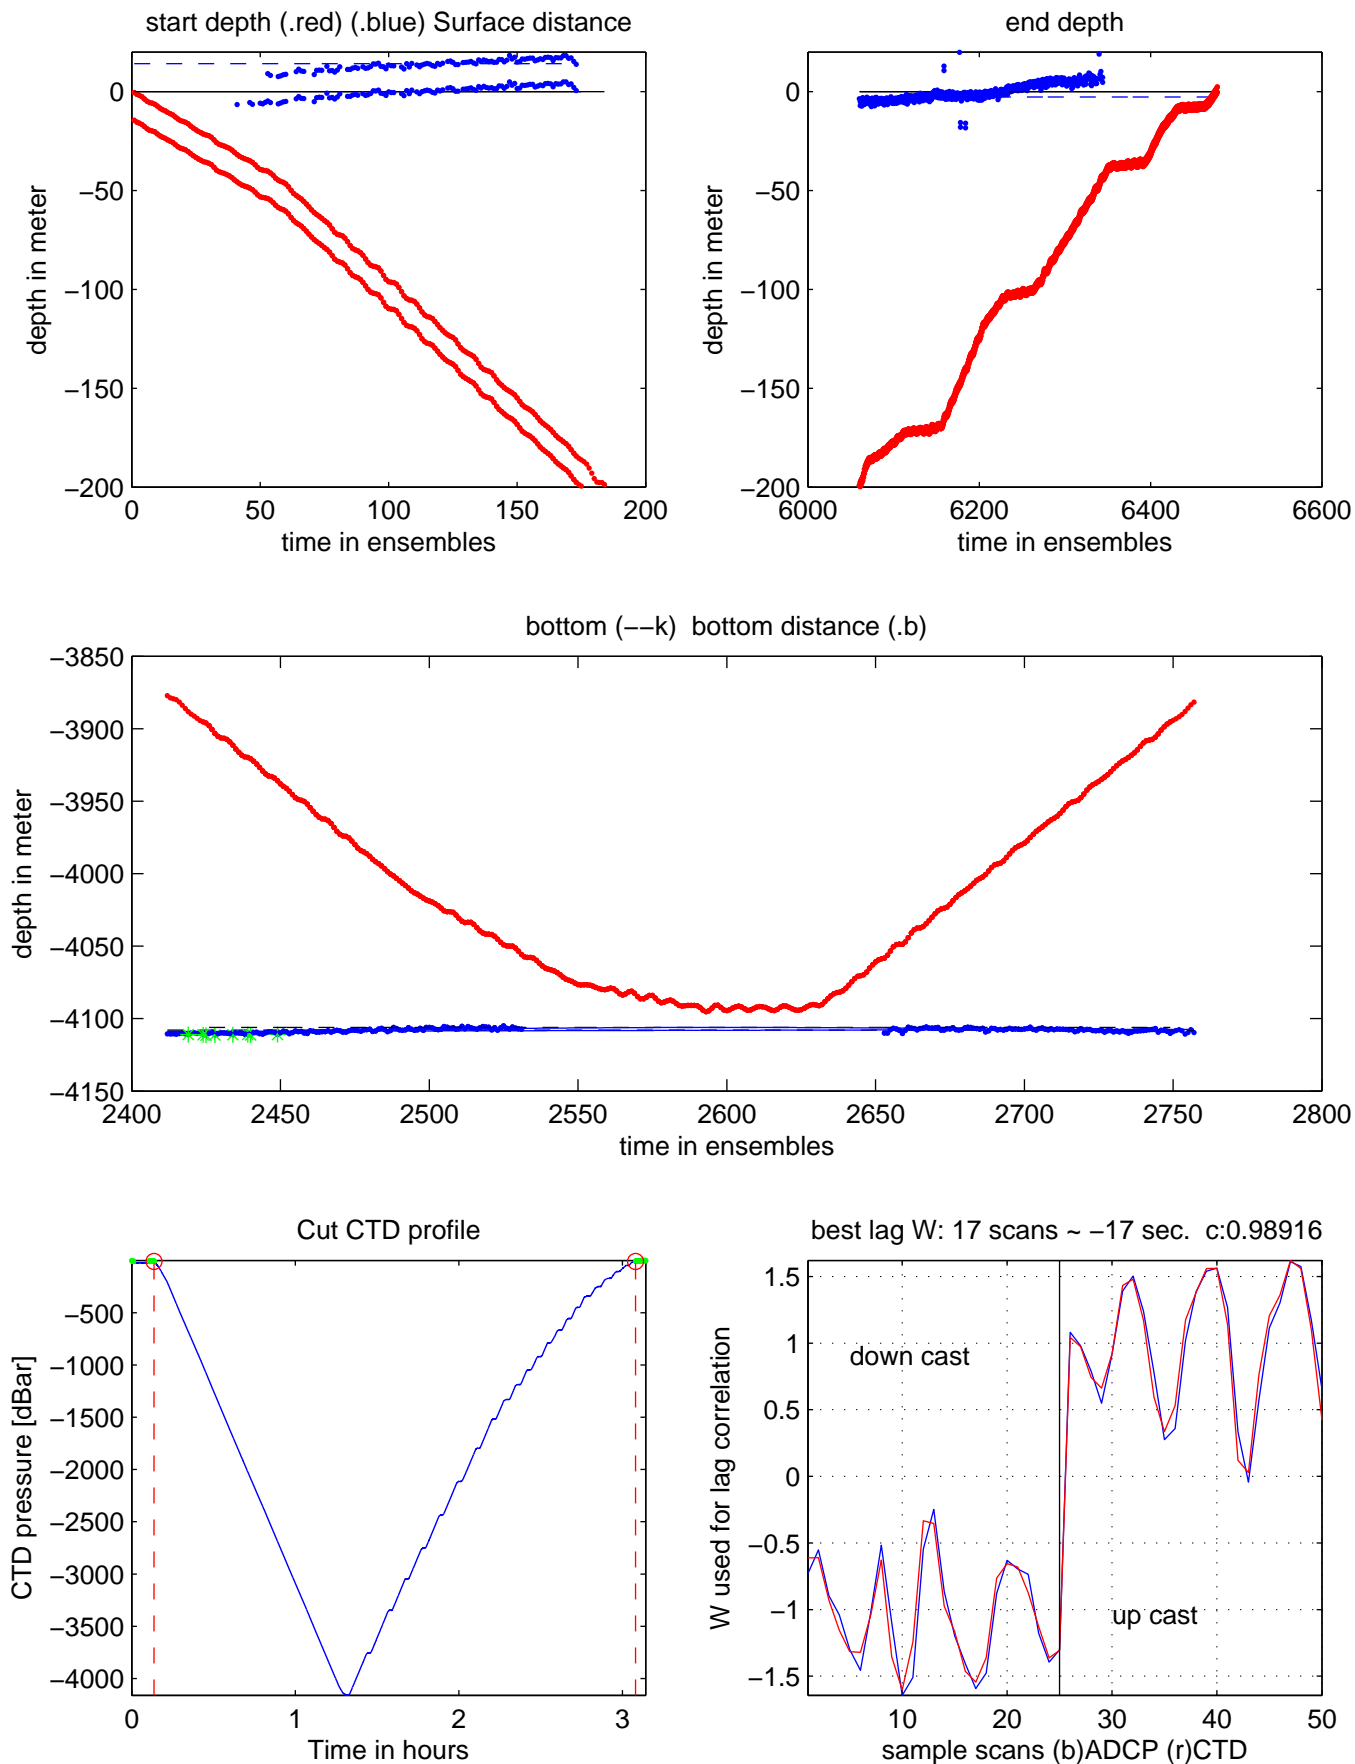 start depth (.red) (.blue) Surface distance
0
−50
−100
−150
−200
depth in meter
0 50 100 150 200
time in ensembles
end depth
0
−50
−100
−150
−200
depth in meter
6000 6200 6400 6600
time in ensembles
bottom (−−k)  bottom distance (.b)
−3850
−3900
−3950
−4000
−4050
−4100
−4150
depth in meter
2400 2450 2500 2550 2600 2650 2700 2750 2800
time in ensembles
Cut CTD profile
−500
−1000
−1500
−2000
−2500
−3000
−3500
−4000
CTD pressure [dBar]
0 1 2 3
Time in hours
best lag W: 17 scans ~ −17 sec.  c:0.98916
1.5
1
0.5
0
−0.5
−1
−1.5
W used for lag correlation
down cast
up cast
10 20 30 40 50
sample scans (b)ADCP (r)CTD